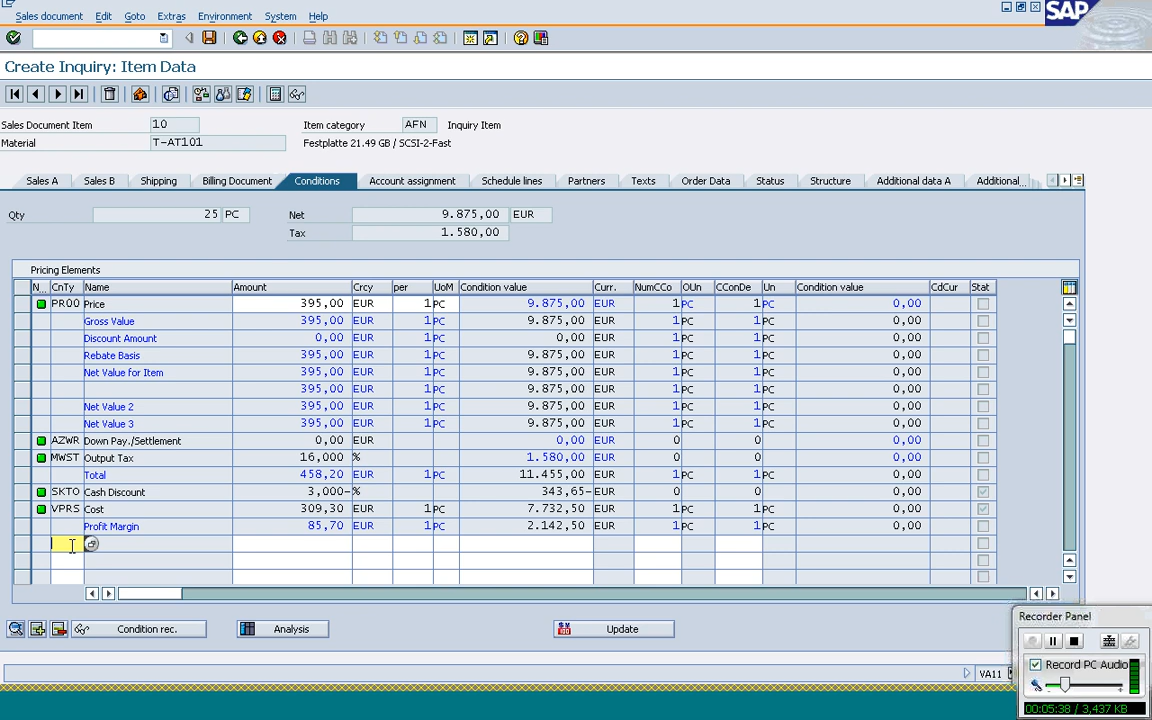 Sales document Edit Goto Extras Environment System Help
SAP
Create Inquiry: Item Data
Sales Document Item 10 Item category AFN Inquiry Item
Material T-AT101 Festplatte 21.49 GB / SCSI-2-Fast
Sales A Sales B Shipping Billing Document Conditions Account assignment Schedule lines Partners Texts Order Data Status Structure Additional data A Additional...
Qty 25 PC Net 9.875,00 EUR
Tax 1.580,00
Pricing Elements
N... CnTy Name Amount Crcy per UoM Condition value Curr. NumCCo OUn CConDe Un Condition value CdCur Stat
PR00 Price 395,00 EUR 1 PC 9.875,00 EUR 1 PC 1 PC 0,00
Gross Value 395,00 EUR 1 PC 9.875,00 EUR 1 PC 1 PC 0,00
Discount Amount 0,00 EUR 1 PC 0,00 EUR 1 PC 1 PC 0,00
Rebate Basis 395,00 EUR 1 PC 9.875,00 EUR 1 PC 1 PC 0,00
Net Value for Item 395,00 EUR 1 PC 9.875,00 EUR 1 PC 1 PC 0,00
395,00 EUR 1 PC 9.875,00 EUR 1 PC 1 PC 0,00
Net Value 2 395,00 EUR 1 PC 9.875,00 EUR 1 PC 1 PC 0,00
Net Value 3 395,00 EUR 1 PC 9.875,00 EUR 1 PC 1 PC 0,00
AZWR Down Pay./Settlement 0,00 EUR 0,00 EUR 0 0 0,00
MWST Output Tax 16,000 % 1.580,00 EUR 0 0 0,00
Total 458,20 EUR 1 PC 11.455,00 EUR 1 PC 1 PC 0,00
SKTO Cash Discount 3,000- % 343,65- EUR 0 0 0,00
VPRS Cost 309,30 EUR 1 PC 7.732,50 EUR 1 PC 1 PC 0,00
Profit Margin 85,70 EUR 1 PC 2.142,50 EUR 1 PC 1 PC 0,00
Condition rec. Analysis Update
VA11
Recorder Panel
Record PC Audio
00:05:38 / 3,437 KB